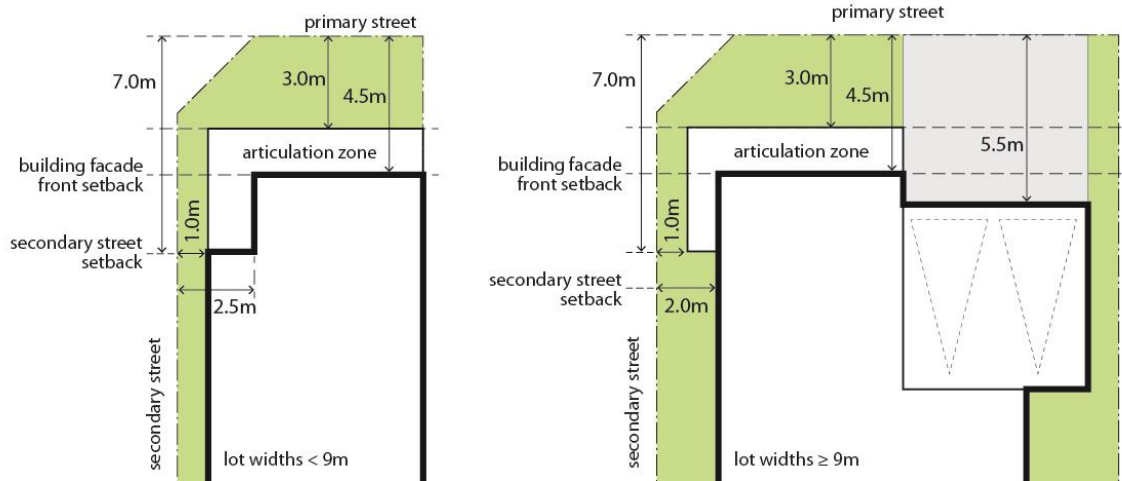 primary street
7.0m
3.0m
4.5m
articulation zone
building facade
front setback
1.0m
secondary street
setback
2.5m
secondary street
lot widths < 9m
primary street
7.0m
3.0m
4.5m
5.5m
articulation zone
building facade
front setback
1.0m
secondary street
setback
2.0m
secondary street
lot widths ≥ 9m